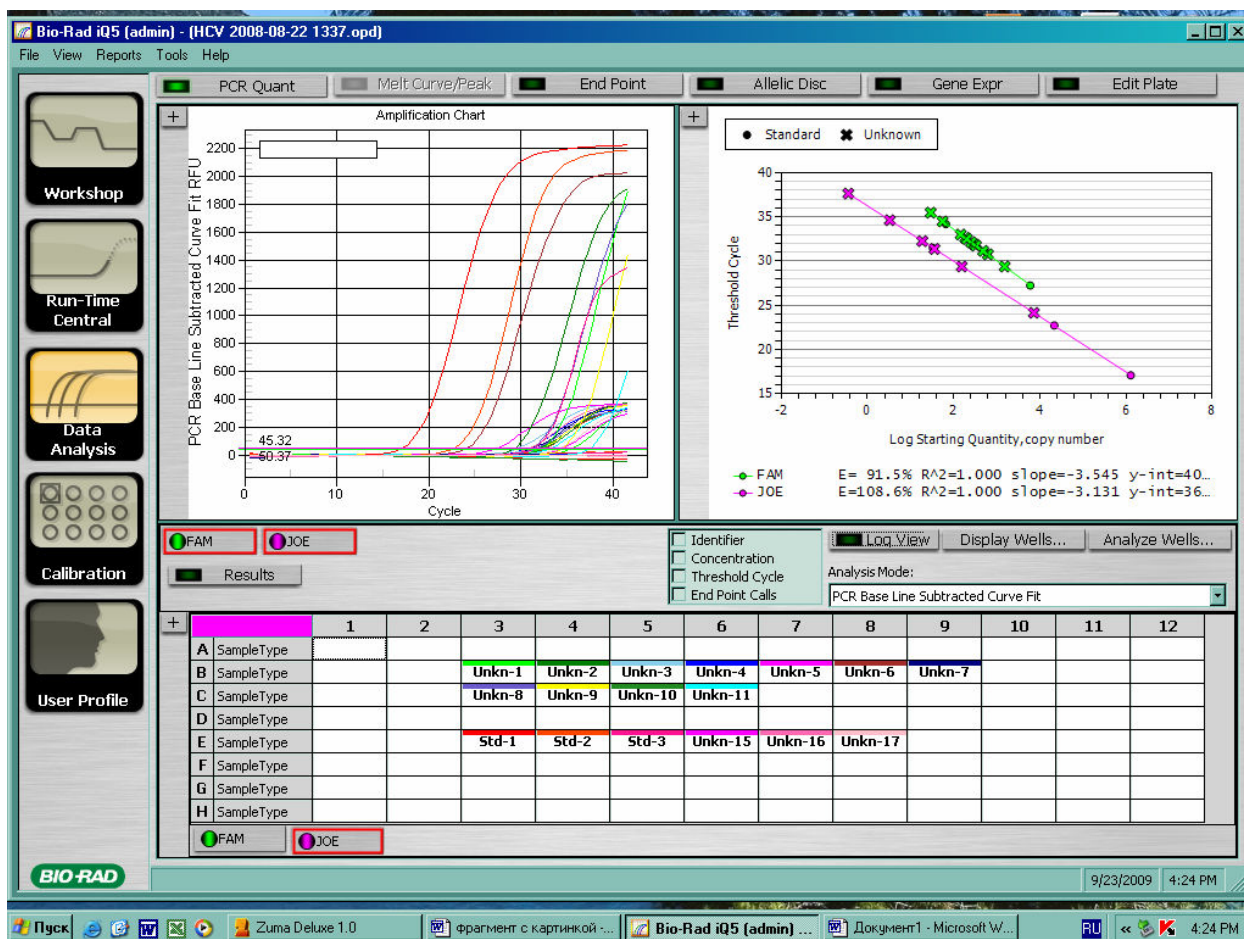 Bio-Rad iQ5 (admin) - (HCV 2008-08-22 1337.opd)
File View Reports Tools Help
PCR Quant Melt Curve/Peak End Point Allelic Disc Gene Expr Edit Plate
Workshop
Run-Time Central
Data Analysis
Calibration
User Profile
BIO-RAD
+
Amplification Chart
PCR Base Line Subtracted Curve Fit RFU
2200
2000
1800
1600
1400
1200
1000
800
600
400
200
0
45.32
50.37
0 10 20 30 40
Cycle
+
Standard Unknown
Threshold Cycle
40
35
30
25
20
15
-2 0 2 4 6 8
Log Starting Quantity,copy number
FAM E= 91.5% R^2=1.000 slope=-3.545 y-int=40...
JOE E=108.6% R^2=1.000 slope=-3.131 y-int=36...
FAM JOE
Results
Identifier
Concentration
Threshold Cycle
End Point Calls
Log View Display Wells... Analyze Wells...
Analysis Mode:
PCR Base Line Subtracted Curve Fit
+
1 2 3 4 5 6 7 8 9 10 11 12
A SampleType
B SampleType Unkn-1 Unkn-2 Unkn-3 Unkn-4 Unkn-5 Unkn-6 Unkn-7
C SampleType Unkn-8 Unkn-9 Unkn-10 Unkn-11
D SampleType
E SampleType Std-1 Std-2 Std-3 Unkn-15 Unkn-16 Unkn-17
F SampleType
G SampleType
H SampleType
FAM JOE
9/23/2009 4:24 PM
Пуск Zuma Deluxe 1.0 фрагмент с картинкой -... Bio-Rad iQ5 (admin) ... Документ1 - Microsoft W... RU « 4:24 PM